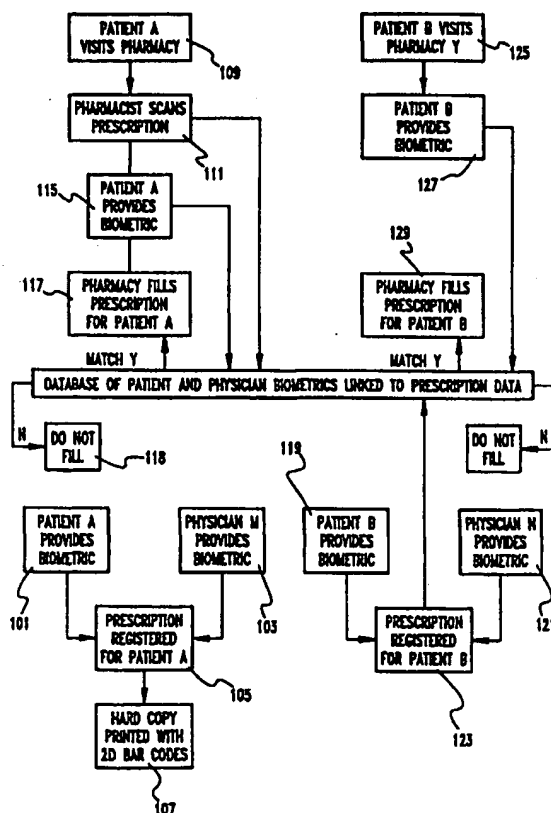 PATIENT A
VISITS PHARMACY
109
PHARMACIST SCANS
PRESCRIPTION
111
115
PATIENT A
PROVIDES
BIOMETRIC
117
PHARMACY FILLS
PRESCRIPTION
FOR PATIENT A
MATCH Y
PATIENT B VISITS
PHARMACY Y
125
PATIENT B
PROVIDES
BIOMETRIC
127
129
PHARMACY FILLS
PRESCRIPTION
FOR PATIENT B
MATCH Y
DATABASE OF PATIENT AND PHYSICIAN BIOMETRICS LINKED TO PRESCRIPTION DATA
N
DO NOT
FILL
118
N
DO NOT
FILL
PATIENT A
PROVIDES
BIOMETRIC
101
PHYSICIAN M
PROVIDES
BIOMETRIC
103
PRESCRIPTION
REGISTERED
FOR PATIENT A
105
HARD COPY
PRINTED WITH
2D BAR CODES
107
119
PATIENT B
PROVIDES
BIOMETRIC
PHYSICIAN N
PROVIDES
BIOMETRIC
121
PRESCRIPTION
REGISTERED
FOR PATIENT B
123